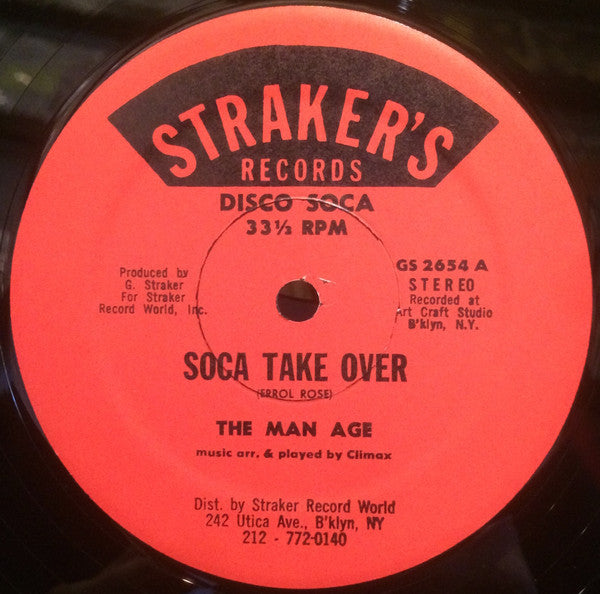 STRAKER'S
RECORDS
DISCO SOCA
33⅓ RPM
Produced by
G. Straker
For Straker
Record World, Inc.
GS 2654 A
STEREO
Recorded at
Art Craft Studio
B'klyn, N.Y.
SOCA TAKE OVER
(ERROL ROSE)
THE MAN AGE
music arr. & played by Climax
Dist. by Straker Record World
242 Utica Ave., B'klyn, NY
212 - 772-0140